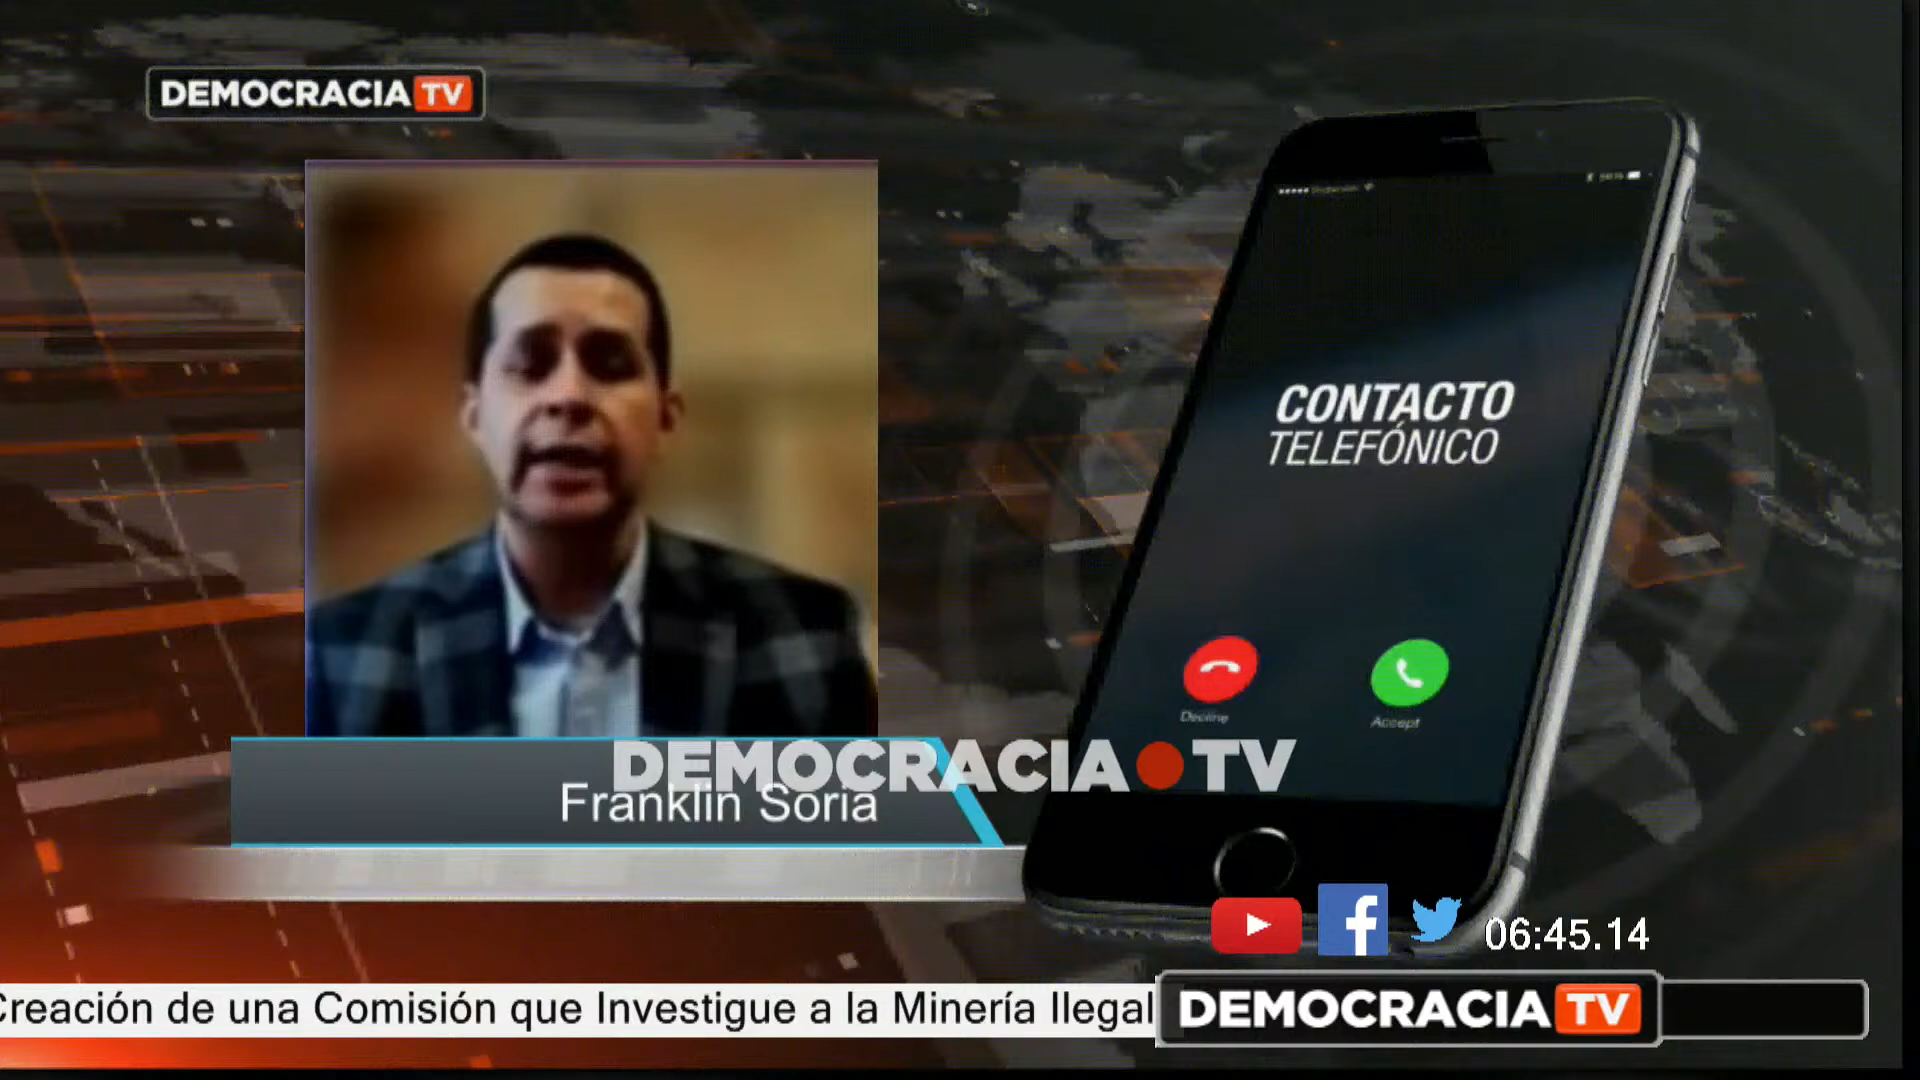 DEMOCRACIA TV
CONTACTO
TELEFÓNICO
Decline
Accept
DEMOCRACIA TV
Franklin Soria
06:45.14
Creación de una Comisión que Investigue a la Minería Ilegal
DEMOCRACIA TV